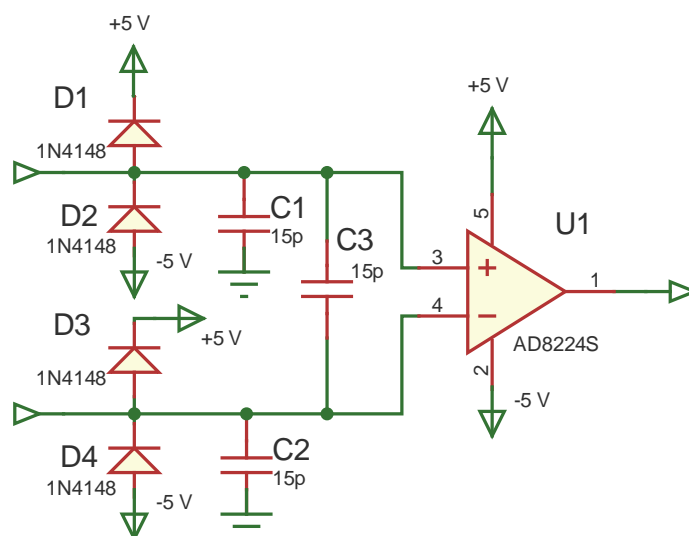 +5 V
D1
1N4148
D2
1N4148
-5 V
C1
15p
C3
15p
D3
+5 V
1N4148
D4
1N4148
-5 V
C2
15p
+5 V
5
U1
3
4
1
2
AD8224S
-5 V